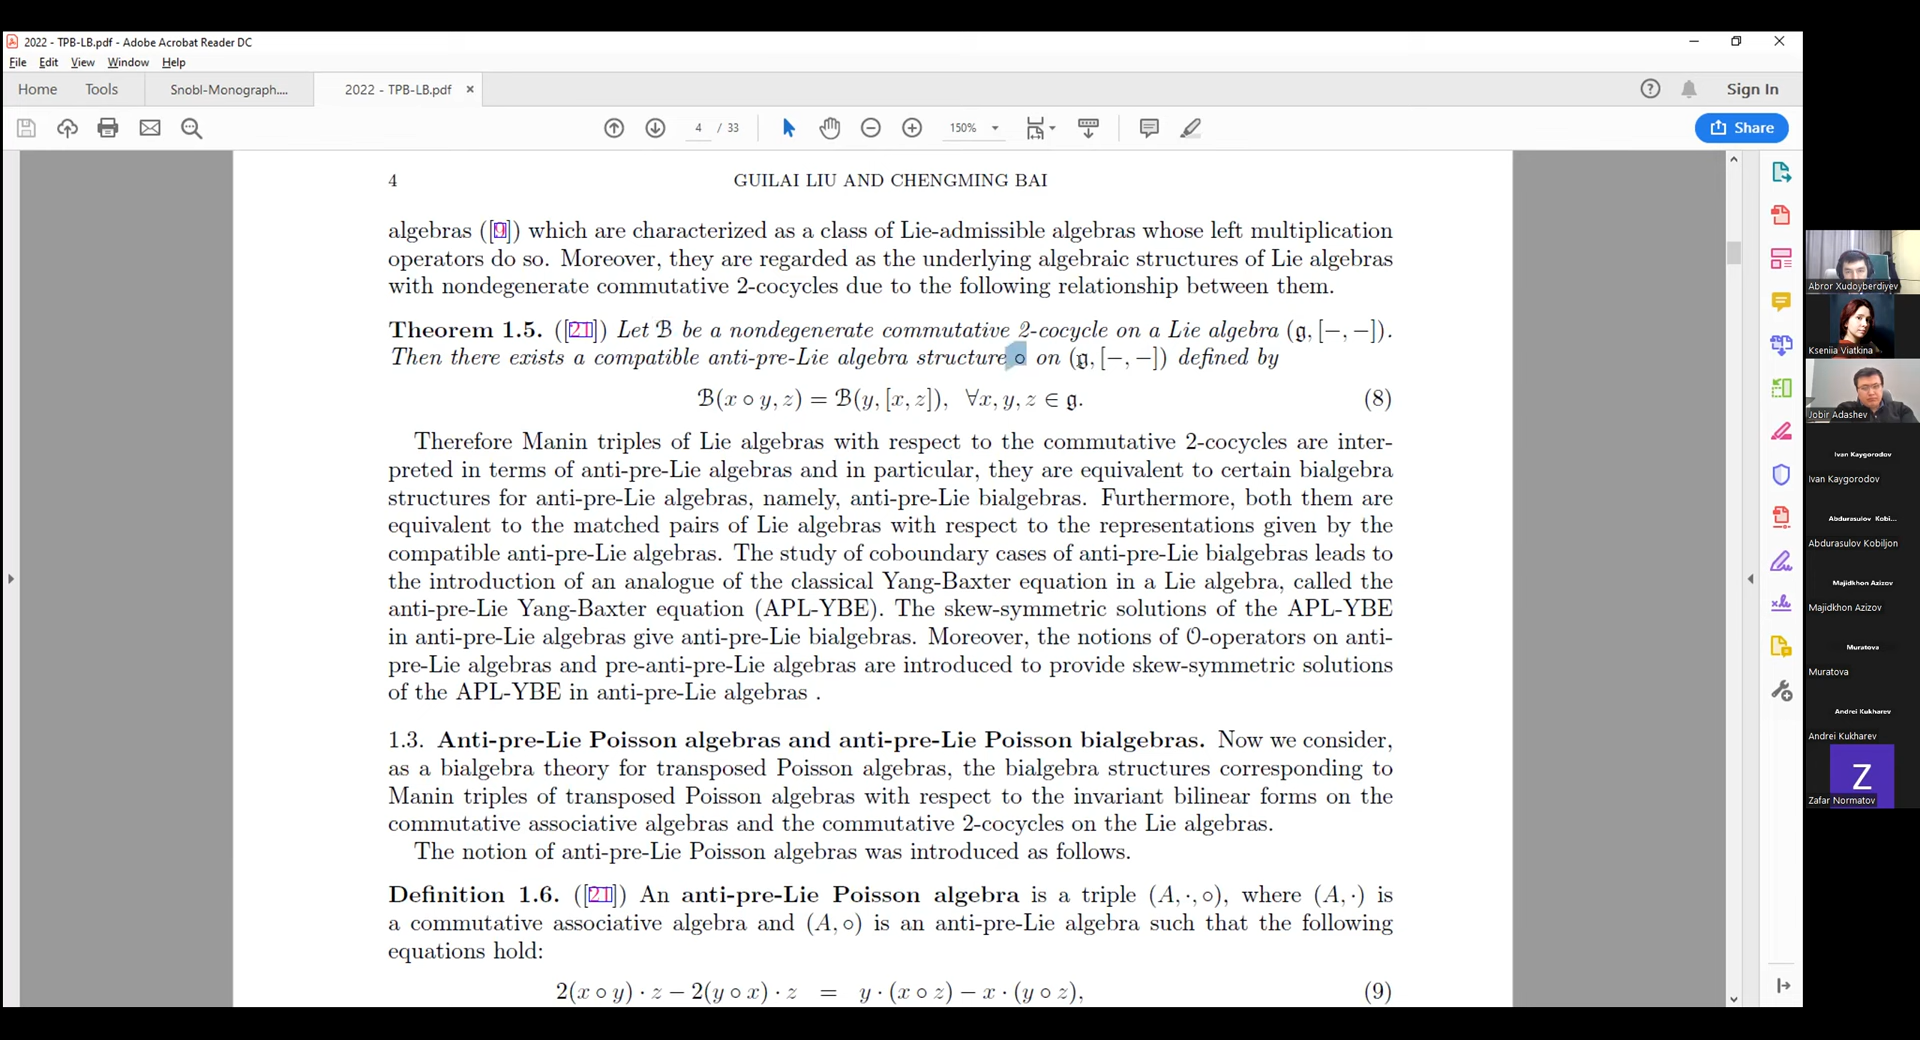 2022 - TPB-LB.pdf - Adobe Acrobat Reader DC
File Edit View Window Help
Home Tools Snobl-Monograph.... 2022 - TPB-LB.pdf × Sign In
4 / 33 150% Share
4 GUILAI LIU AND CHENGMING BAI
algebras ([9]) which are characterized as a class of Lie-admissible algebras whose left multiplication
operators do so. Moreover, they are regarded as the underlying algebraic structures of Lie algebras
with nondegenerate commutative 2-cocycles due to the following relationship between them.
Theorem 1.5. ([21]) Let ℬ be a nondegenerate commutative 2-cocycle on a Lie algebra (𝔤, [−, −]).
Then there exists a compatible anti-pre-Lie algebra structure ∘ on (𝔤, [−, −]) defined by
ℬ(x ∘ y, z) = ℬ(y, [x, z]), ∀x, y, z ∈ 𝔤. (8)
Therefore Manin triples of Lie algebras with respect to the commutative 2-cocycles are inter-
preted in terms of anti-pre-Lie algebras and in particular, they are equivalent to certain bialgebra
structures for anti-pre-Lie algebras, namely, anti-pre-Lie bialgebras. Furthermore, both them are
equivalent to the matched pairs of Lie algebras with respect to the representations given by the
compatible anti-pre-Lie algebras. The study of coboundary cases of anti-pre-Lie bialgebras leads to
the introduction of an analogue of the classical Yang-Baxter equation in a Lie algebra, called the
anti-pre-Lie Yang-Baxter equation (APL-YBE). The skew-symmetric solutions of the APL-YBE
in anti-pre-Lie algebras give anti-pre-Lie bialgebras. Moreover, the notions of 𝒪-operators on anti-
pre-Lie algebras and pre-anti-pre-Lie algebras are introduced to provide skew-symmetric solutions
of the APL-YBE in anti-pre-Lie algebras .
1.3. Anti-pre-Lie Poisson algebras and anti-pre-Lie Poisson bialgebras. Now we consider,
as a bialgebra theory for transposed Poisson algebras, the bialgebra structures corresponding to
Manin triples of transposed Poisson algebras with respect to the invariant bilinear forms on the
commutative associative algebras and the commutative 2-cocycles on the Lie algebras.
The notion of anti-pre-Lie Poisson algebras was introduced as follows.
Definition 1.6. ([21]) An anti-pre-Lie Poisson algebra is a triple (A, ·, ∘), where (A, ·) is
a commutative associative algebra and (A, ∘) is an anti-pre-Lie algebra such that the following
equations hold:
2(x ∘ y) · z − 2(y ∘ x) · z = y · (x ∘ z) − x · (y ∘ z), (9)
Abror Xudoyberdiyev
Kseniia Viatkina
Jobir Adashev
Ivan Kaygorodov
Ivan Kaygorodov
Abdurasulov Kobi...
Abdurasulov Kobiljon
Majidkhon Azizov
Majidkhon Azizov
Muratova
Muratova
Andrei Kukharev
Andrei Kukharev
Z
Zafar Normatov